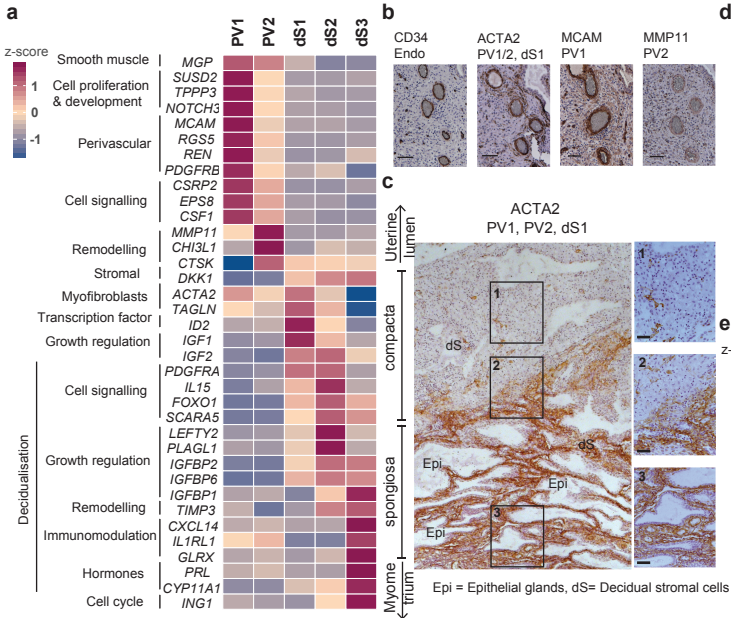 a
b
d
PV1 PV2 dS1 dS2 dS3
z-score
1
0
-1
Smooth muscle
Cell proliferation
& development
Perivascular
Cell signalling
Remodelling
Stromal
Myofibroblasts
Transcription factor
Growth regulation
Decidualisation
Cell signalling
Growth regulation
Remodelling
Immunomodulation
Hormones
Cell cycle
MGP
SUSD2
TPPP3
NOTCH3
MCAM
RGS5
REN
PDGFRB
CSRP2
EPS8
CSF1
MMP11
CHI3L1
CTSK
DKK1
ACTA2
TAGLN
ID2
IGF1
IGF2
PDGFRA
IL15
FOXO1
SCARA5
LEFTY2
PLAGL1
IGFBP2
IGFBP6
IGFBP1
TIMP3
CXCL14
IL1RL1
GLRX
PRL
CYP11A1
ING1
CD34
Endo
ACTA2
PV1/2, dS1
MCAM
PV1
MMP11
PV2
c
ACTA2
PV1, PV2, dS1
Uterine
lumen
compacta
spongiosa
Myome
trium
1
dS
2
dS
Epi
Epi
Epi
3
1
2
3
e
z-
Epi = Epithelial glands, dS= Decidual stromal cells